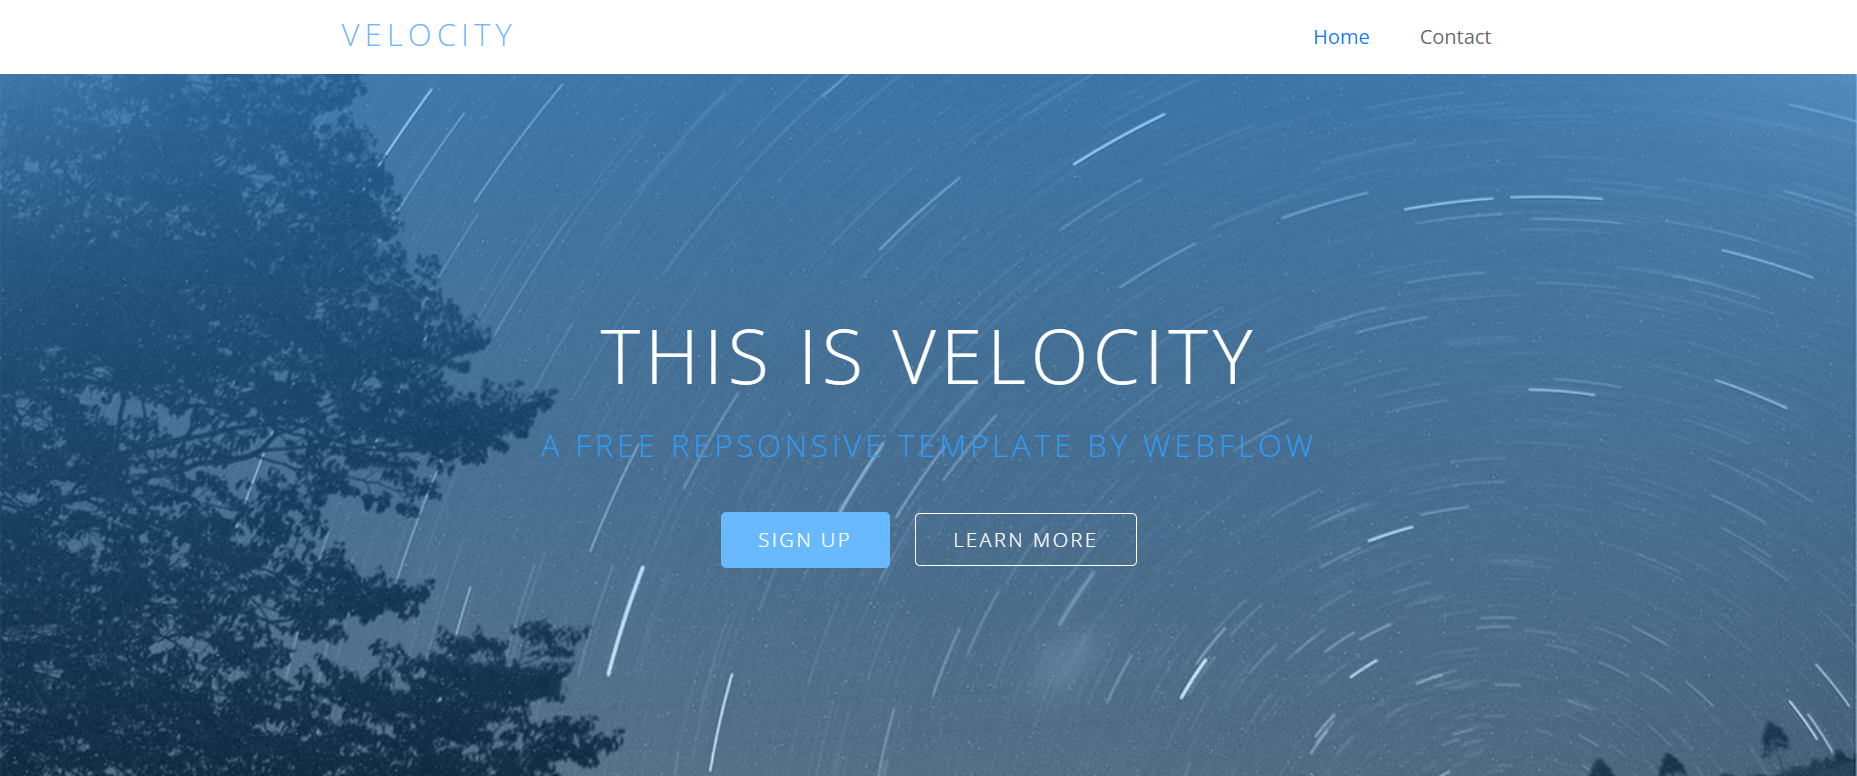 VELOCITY
Home Contact
THIS IS VELOCITY
A FREE REPSONSIVE TEMPLATE BY WEBFLOW
SIGN UP LEARN MORE